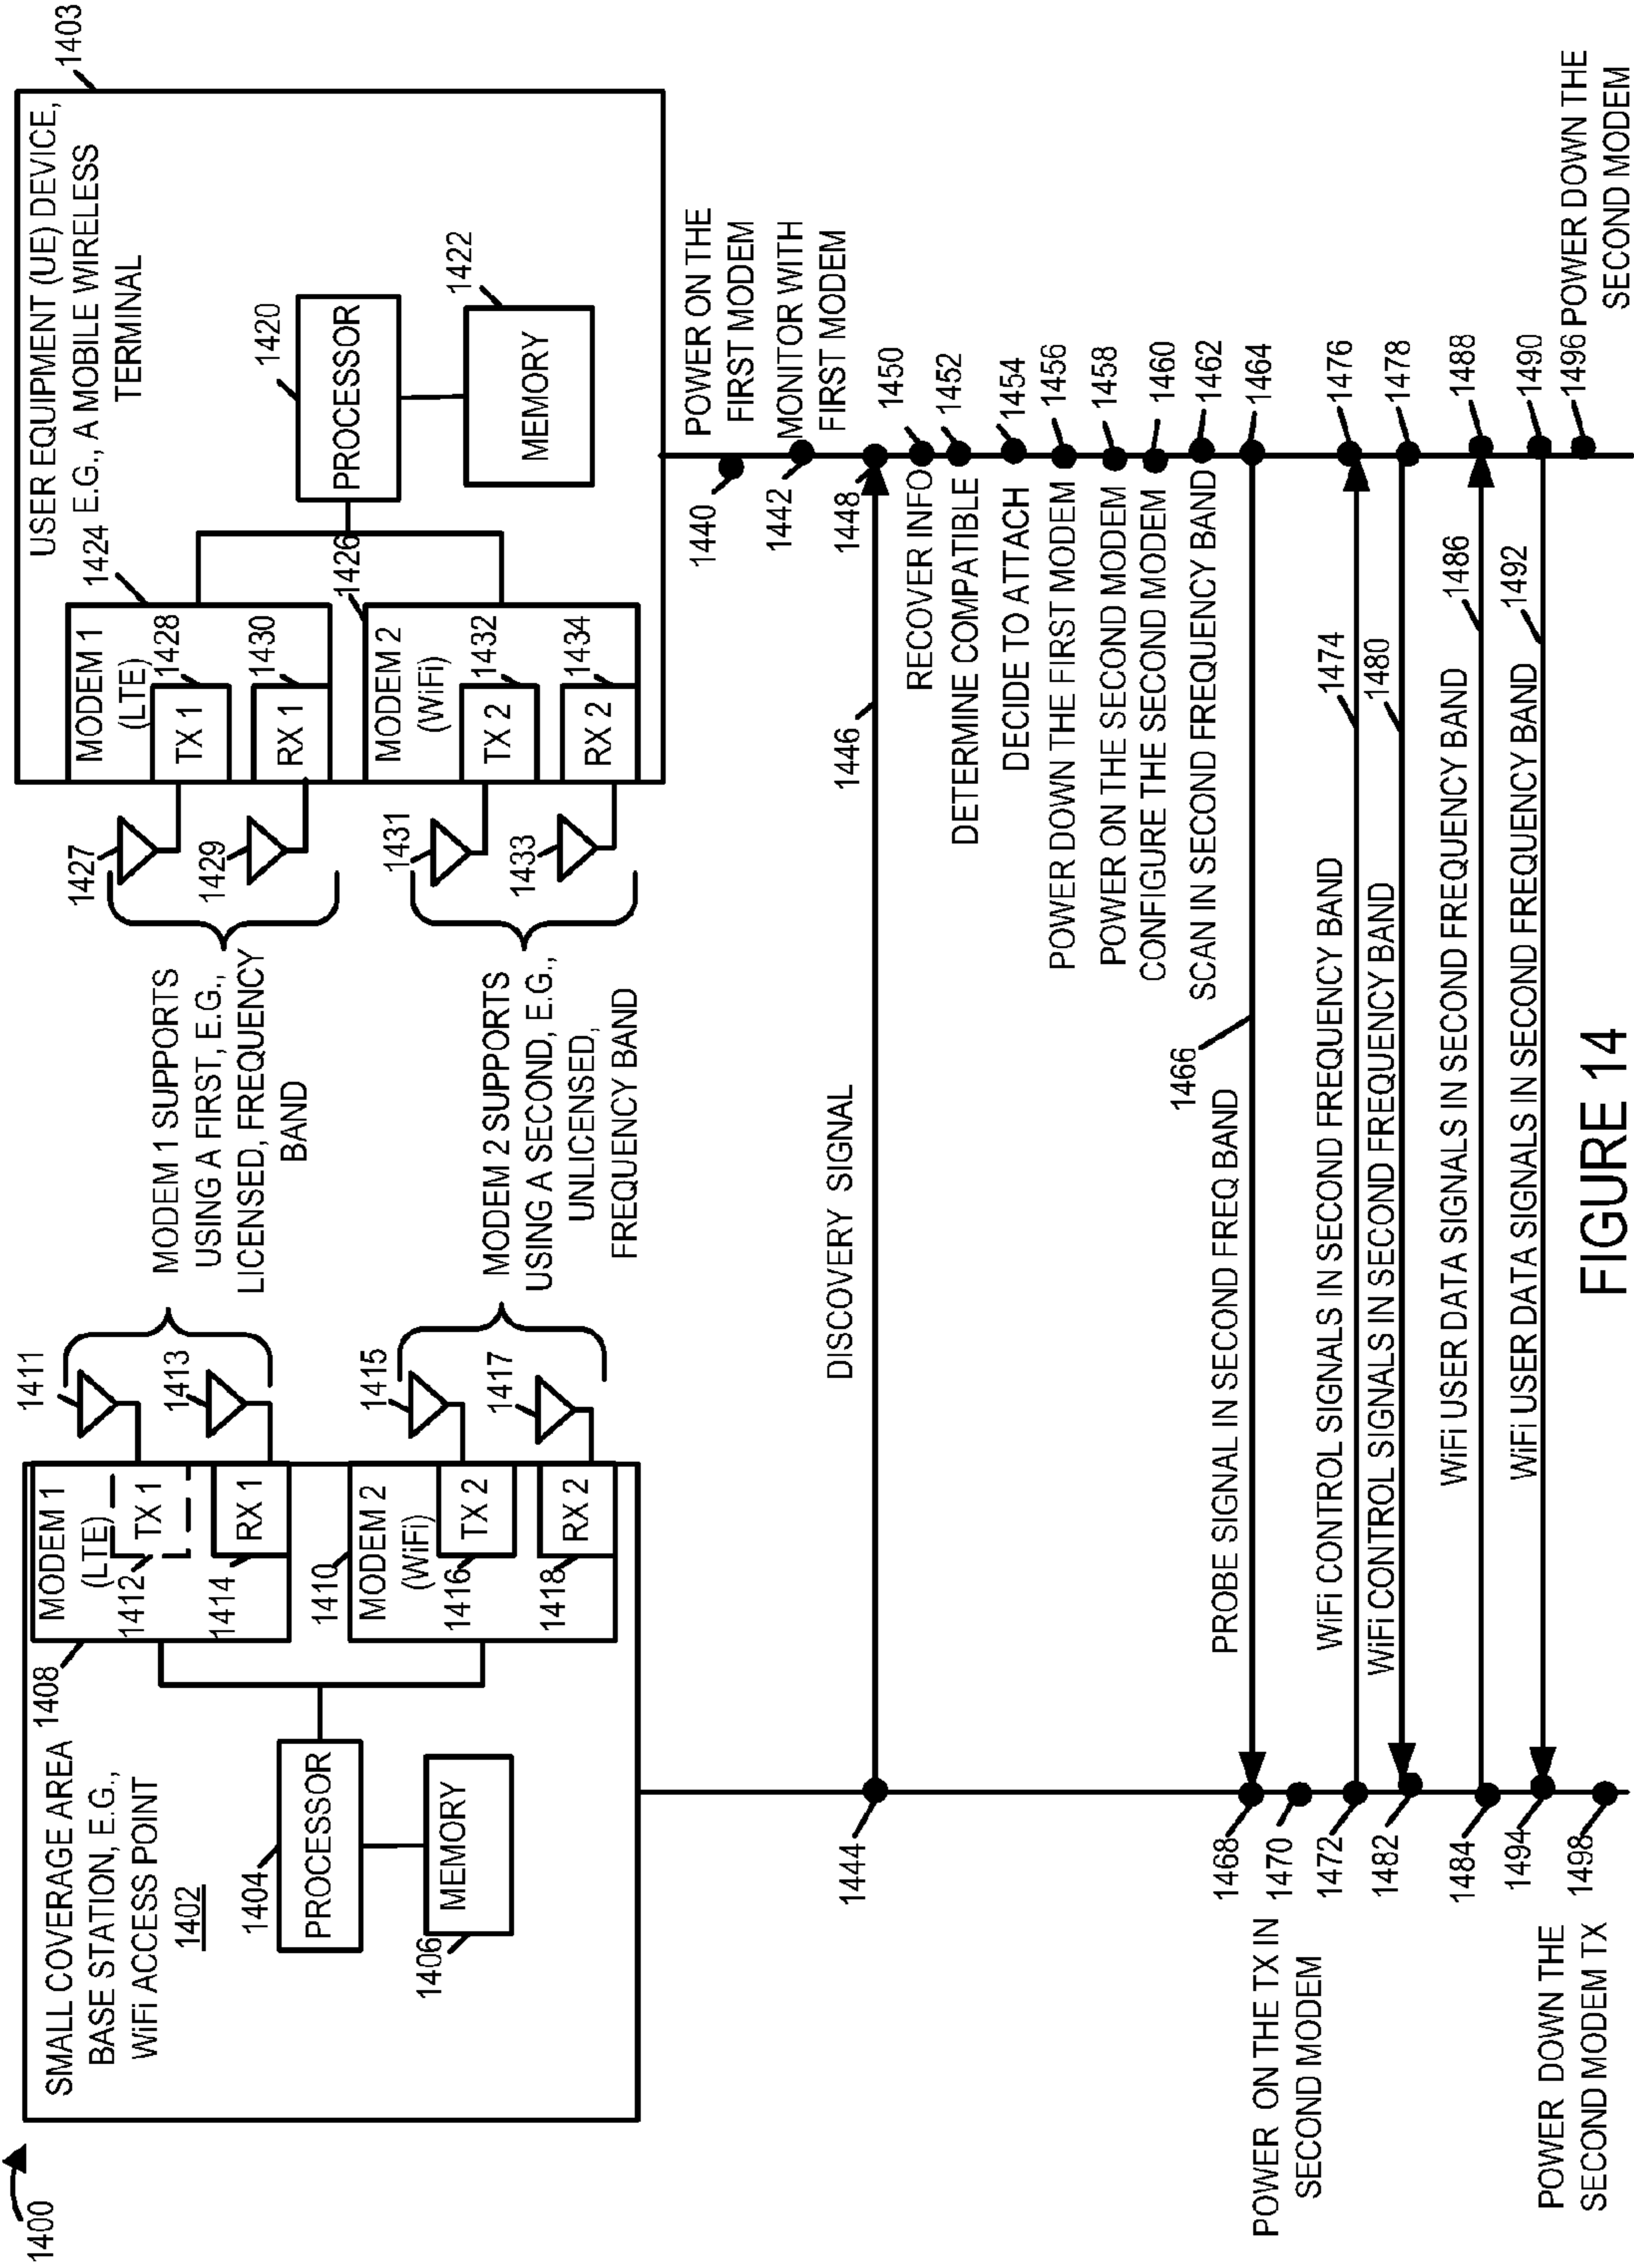 1400
SMALL COVERAGE AREA
BASE STATION, E.G.,
WiFi ACCESS POINT
1402
1404
PROCESSOR
1406
MEMORY
1408
MODEM 1
(LTE)
1412
TX 1
1414
RX 1
1410
MODEM 2
(WiFi)
1416
TX 2
1418
RX 2
1411
1413
1415
1417
MODEM 1 SUPPORTS
USING A FIRST, E.G.,
LICENSED, FREQUENCY
BAND
MODEM 2 SUPPORTS
USING A SECOND, E.G.,
UNLICENSED,
FREQUENCY BAND
1427
1429
1431
1433
USER EQUIPMENT (UE) DEVICE,
E.G., A MOBILE WIRELESS
TERMINAL
1403
1424
MODEM 1
(LTE)
1428
TX 1
1430
RX 1
1426
MODEM 2
(WiFi)
1432
TX 2
1434
RX 2
1420
PROCESSOR
1422
MEMORY
1440
POWER ON THE
FIRST MODEM
1442
MONITOR WITH
FIRST MODEM
1444
DISCOVERY SIGNAL
1446
1448
RECOVER INFO
1450
DETERMINE COMPATIBLE
1452
DECIDE TO ATTACH
1454
POWER DOWN THE FIRST MODEM
1456
POWER ON THE SECOND MODEM
1458
CONFIGURE THE SECOND MODEM
1460
SCAN IN SECOND FREQUENCY BAND
1462
1464
1466
PROBE SIGNAL IN SECOND FREQ BAND
1468
POWER ON THE TX IN
SECOND MODEM
1470
1472
WiFi CONTROL SIGNALS IN SECOND FREQUENCY BAND
1474
1476
1482
WiFi CONTROL SIGNALS IN SECOND FREQUENCY BAND
1480
1478
1484
WiFi USER DATA SIGNALS IN SECOND FREQUENCY BAND
1486
1488
1494
WiFi USER DATA SIGNALS IN SECOND FREQUENCY BAND
1492
1490
POWER DOWN THE
SECOND MODEM TX
1498
1496 POWER DOWN THE
SECOND MODEM
FIGURE 14